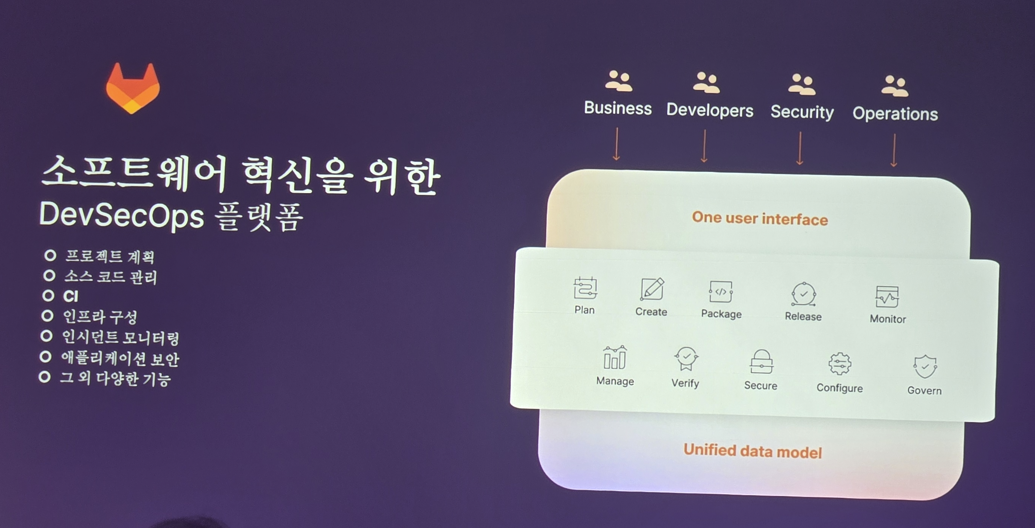 소프트웨어 혁신을 위한
DevSecOps 플랫폼
프로젝트 계획
소스 코드 관리
CI
인프라 구성
인시던트 모니터링
애플리케이션 보안
그 외 다양한 기능
Business Developers Security Operations
One user interface
Plan Create Package Release Monitor
Manage Verify Secure Configure Govern
Unified data model